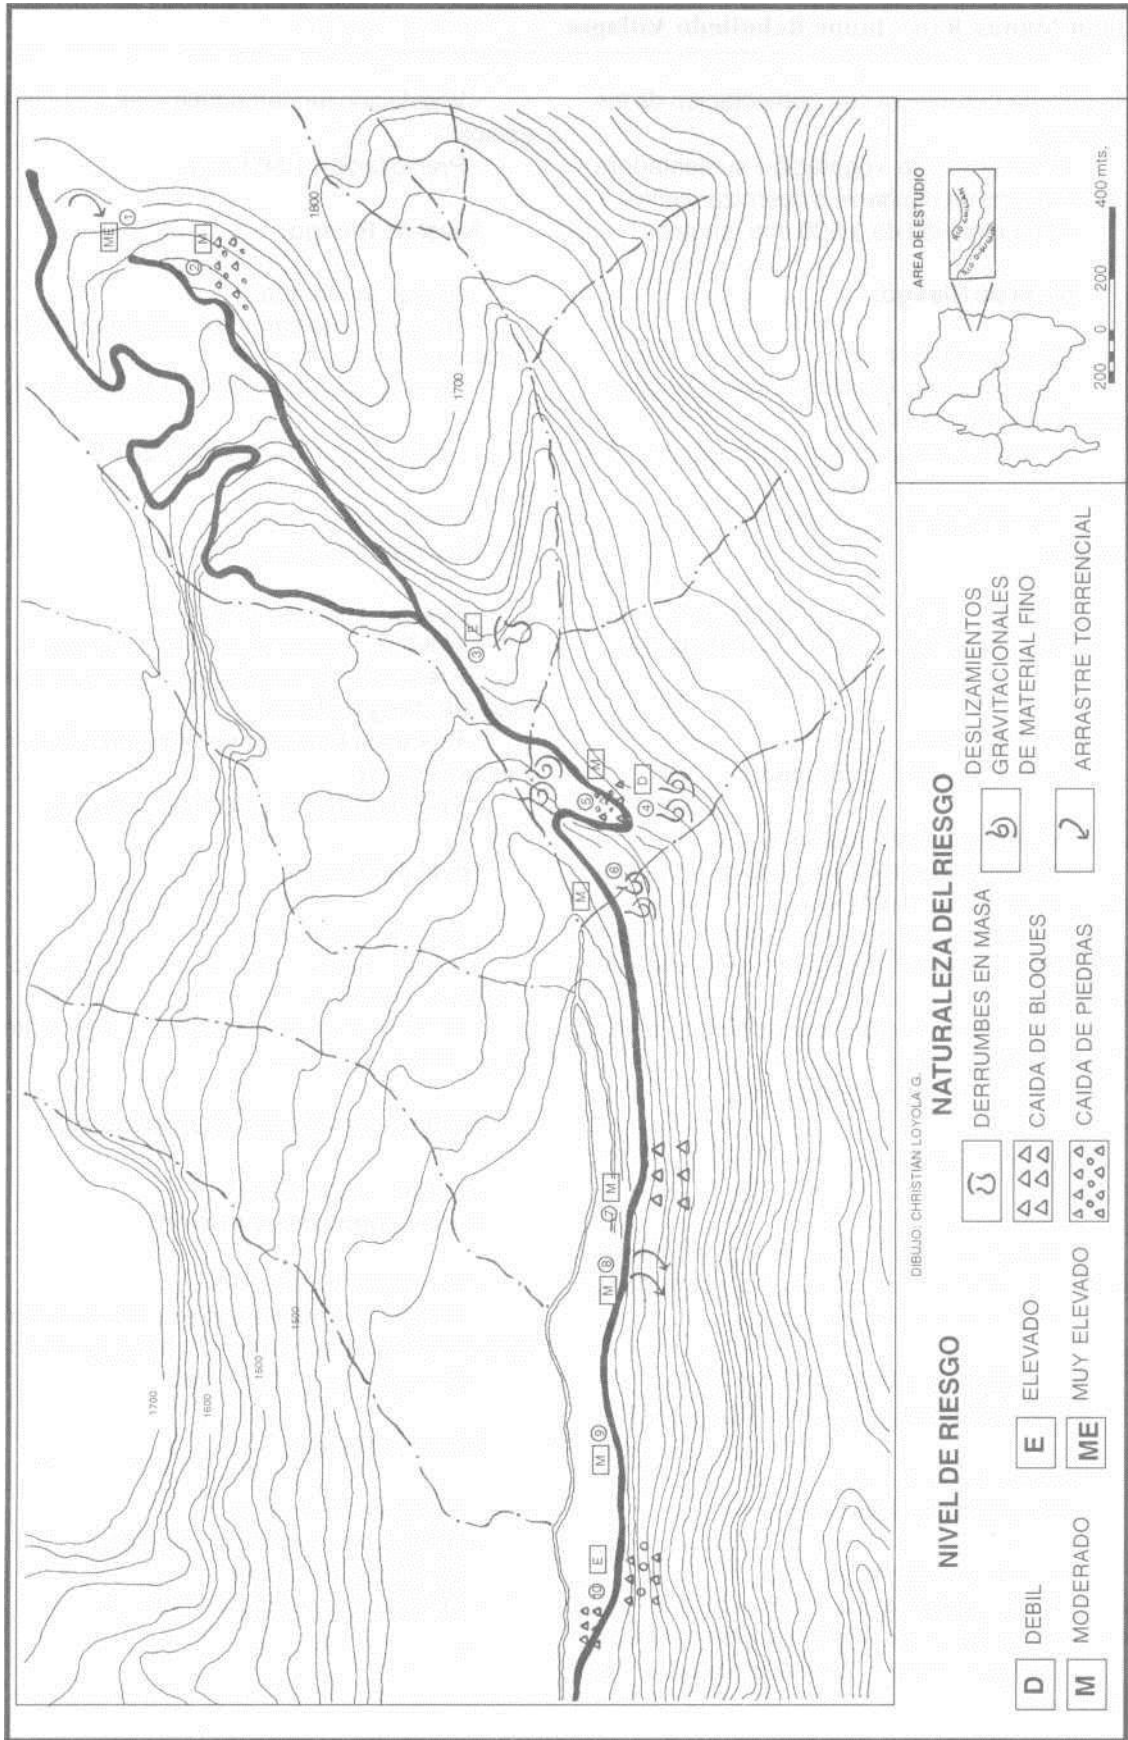 1800
1700
1700
1600
1500
1500
1
ME
2
M
3
E
4
D
5
M
6
M
7
M
8
M
9
M
10
E
AREA DE ESTUDIO
RIO CHILLAN
200 0 200 400 mts.
DIBUJO: CHRISTIAN LOYOLA G.
NIVEL DE RIESGO
D DEBIL
M MODERADO
E ELEVADO
ME MUY ELEVADO
NATURALEZA DEL RIESGO
DERRUMBES EN MASA
CAIDA DE BLOQUES
CAIDA DE PIEDRAS
DESLIZAMIENTOS
GRAVITACIONALES
DE MATERIAL FINO
ARRASTRE TORRENCIAL